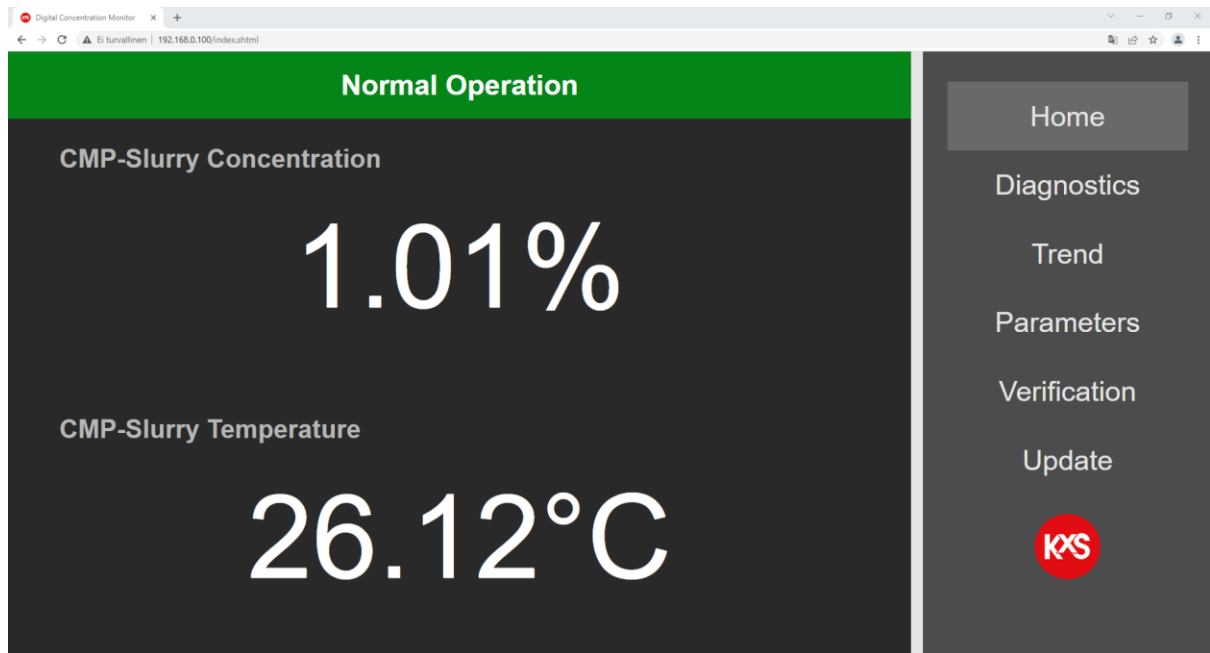 Digital Concentration Monitor
Ei turvallinen | 192.168.0.100/index.shtml
Normal Operation
CMP-Slurry Concentration
1.01%
CMP-Slurry Temperature
26.12°C
Home
Diagnostics
Trend
Parameters
Verification
Update
KXS